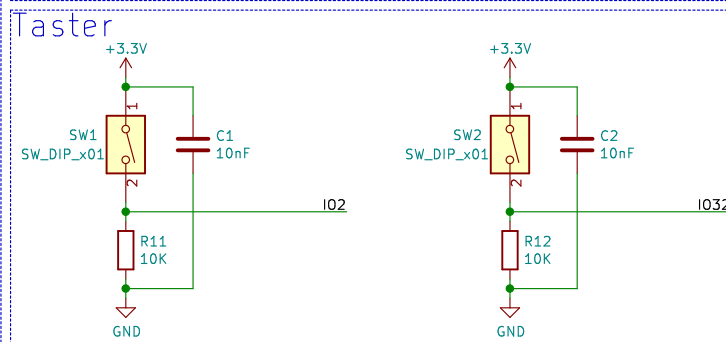 Taster
+3.3V
+3.3V
1
1
SW1
SW_DIP_x01
C1
10nF
SW2
SW_DIP_x01
C2
10nF
2
2
IO2
IO32
R11
10K
R12
10K
GND
GND